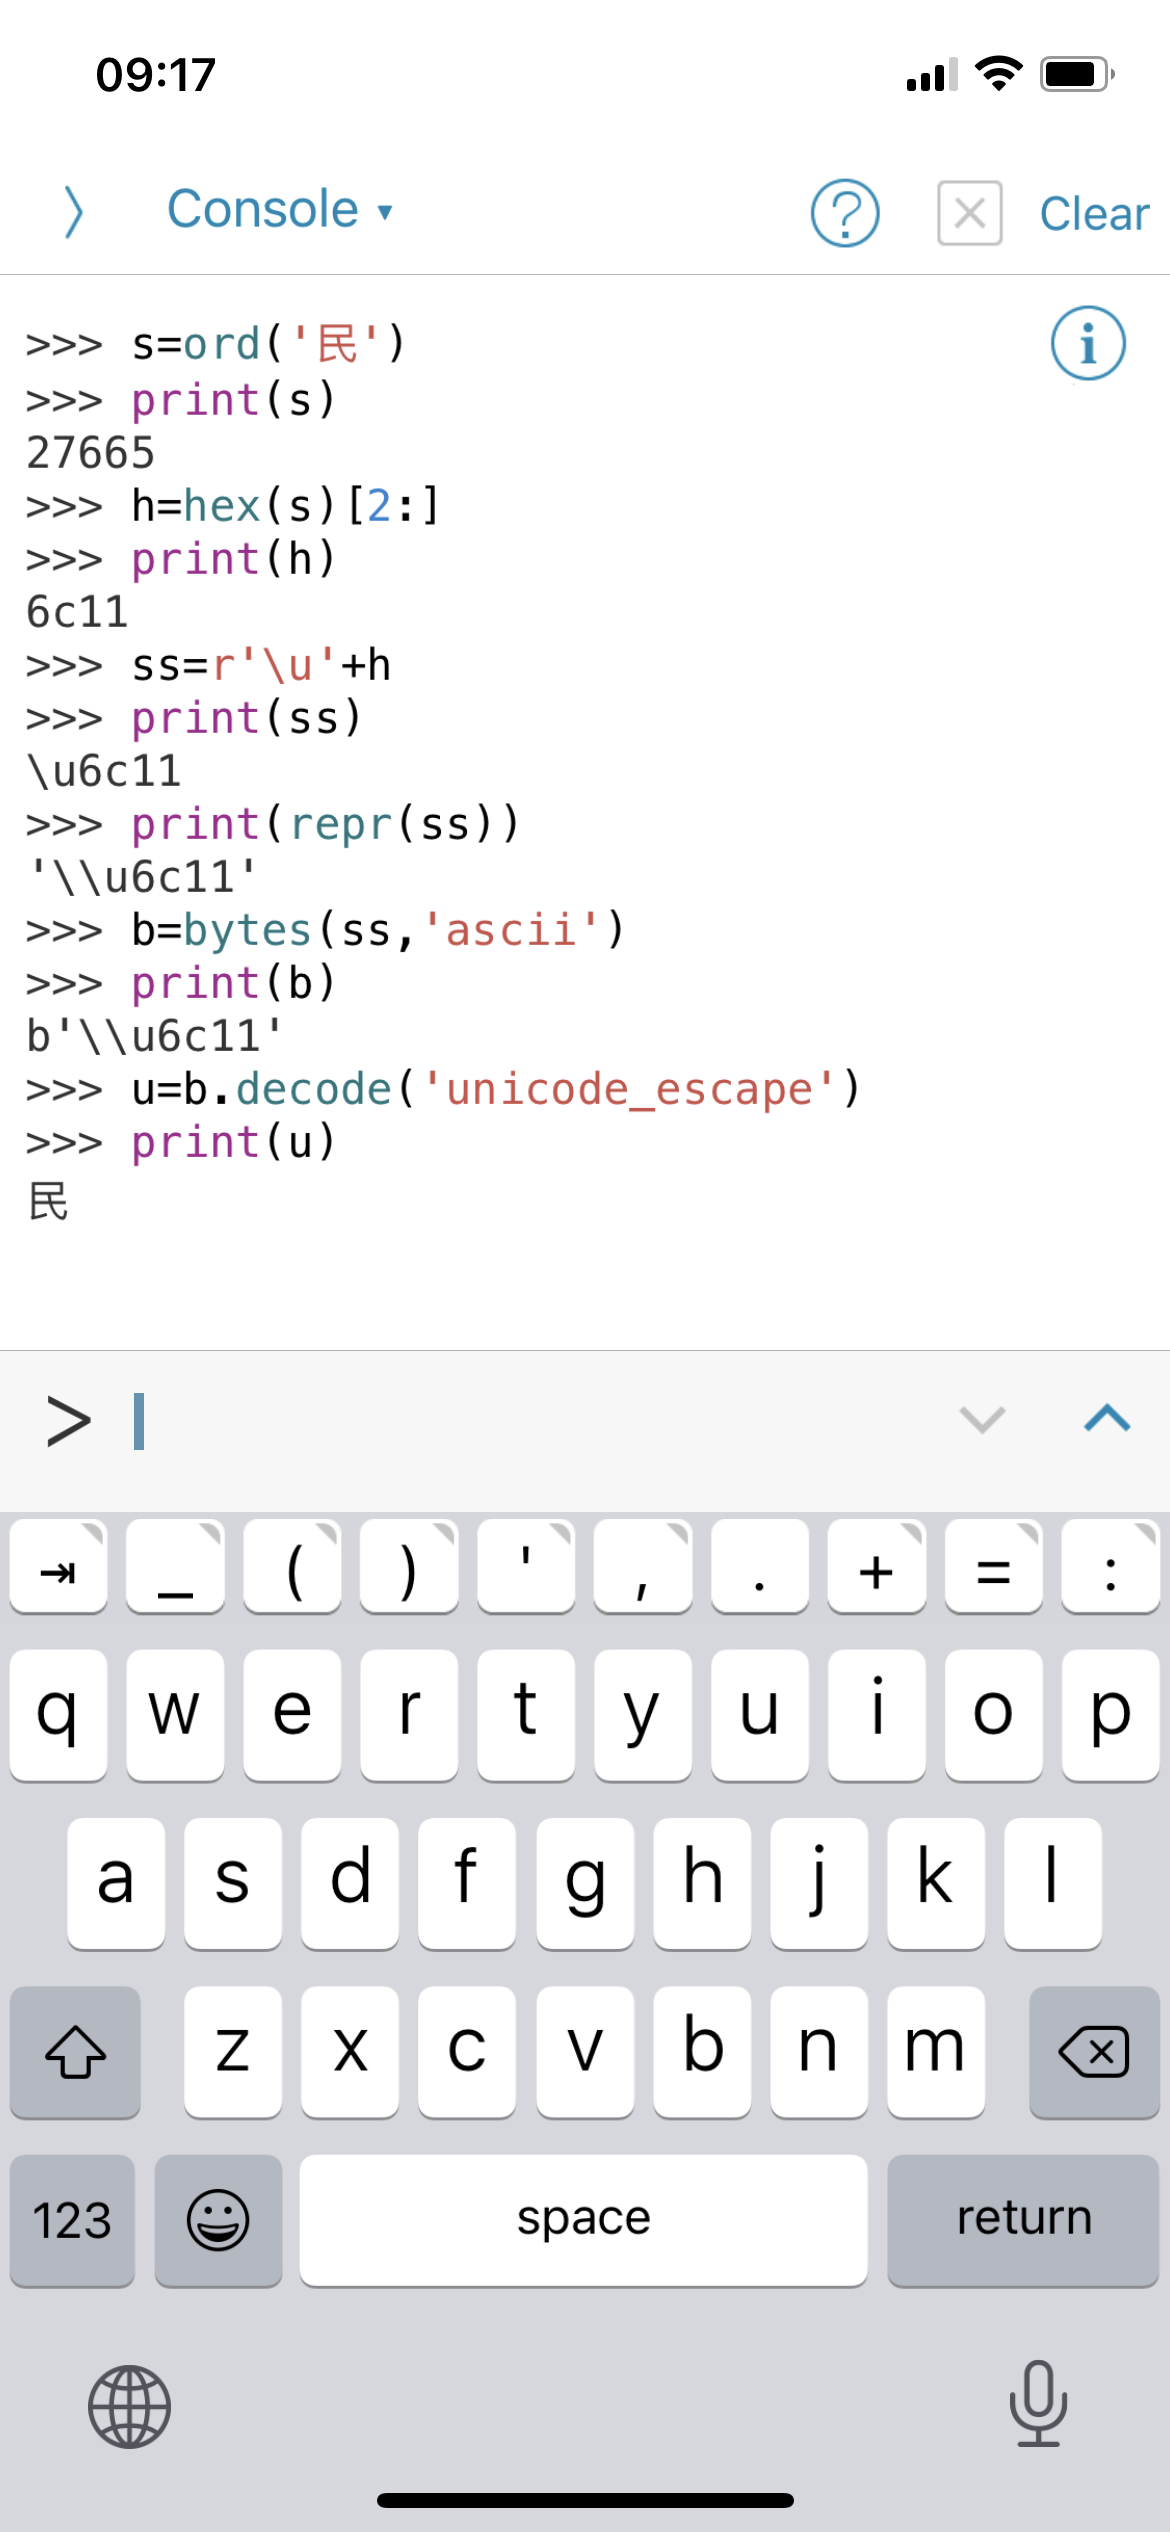 09:17
Console ▾
? Clear
>>> s=ord('民')
>>> print(s)
27665
>>> h=hex(s)[2:]
>>> print(h)
6c11
>>> ss=r'\u'+h
>>> print(ss)
\u6c11
>>> print(repr(ss))
'\\u6c11'
>>> b=bytes(ss,'ascii')
>>> print(b)
b'\\u6c11'
>>> u=b.decode('unicode_escape')
>>> print(u)
民
>
⇥ _ ( ) ' , . + = :
q w e r t y u i o p
a s d f g h j k l
z x c v b n m
123 space return